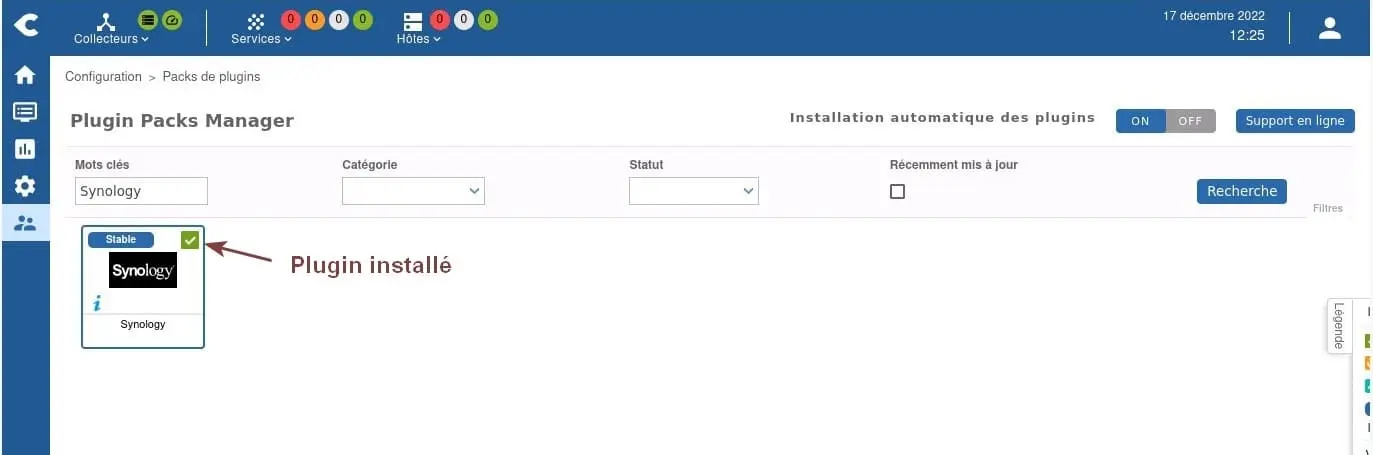 Collecteurs
Services 0 0 0 0
Hôtes 0 0 0
17 décembre 2022
12:25
Configuration > Packs de plugins
Plugin Packs Manager
Installation automatique des plugins ON OFF Support en ligne
Mots clés Catégorie Statut Récemment mis à jour
Synology
Recherche
Filtres
Stable
Synology
i
Synology
Plugin installé
Légende